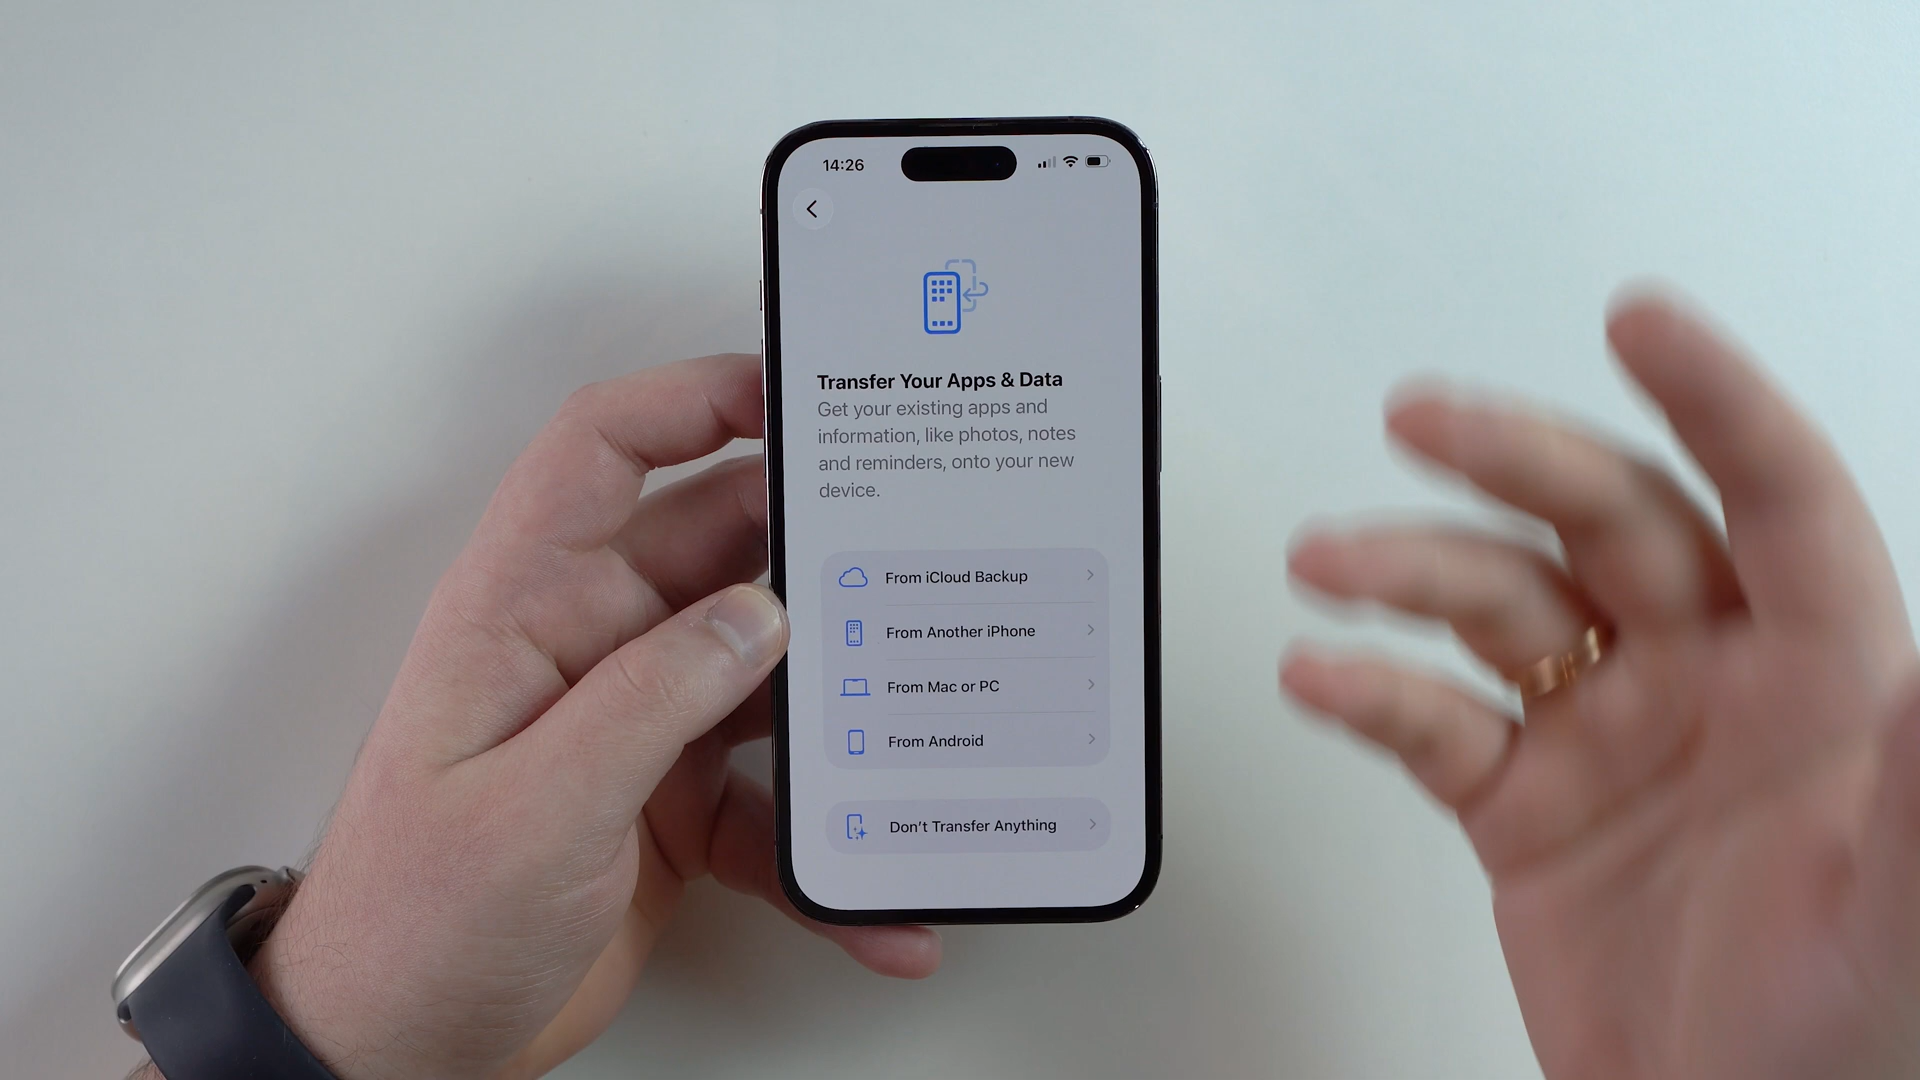 14:26
Transfer Your Apps & Data
Get your existing apps and
information, like photos, notes
and reminders, onto your new
device.
From iCloud Backup
From Another iPhone
From Mac or PC
From Android
Don’t Transfer Anything